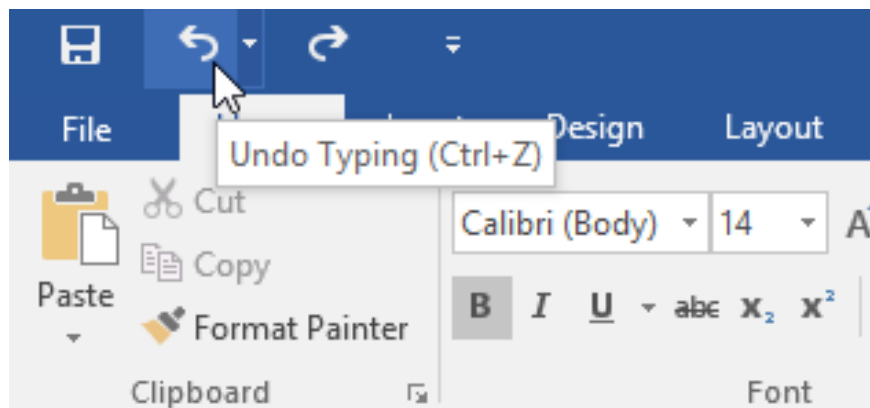 File Design Layout
Undo Typing (Ctrl+Z)
Cut
Calibri (Body) 14 A
Copy
Paste
B I U abc X₂ X²
Format Painter
Clipboard Font